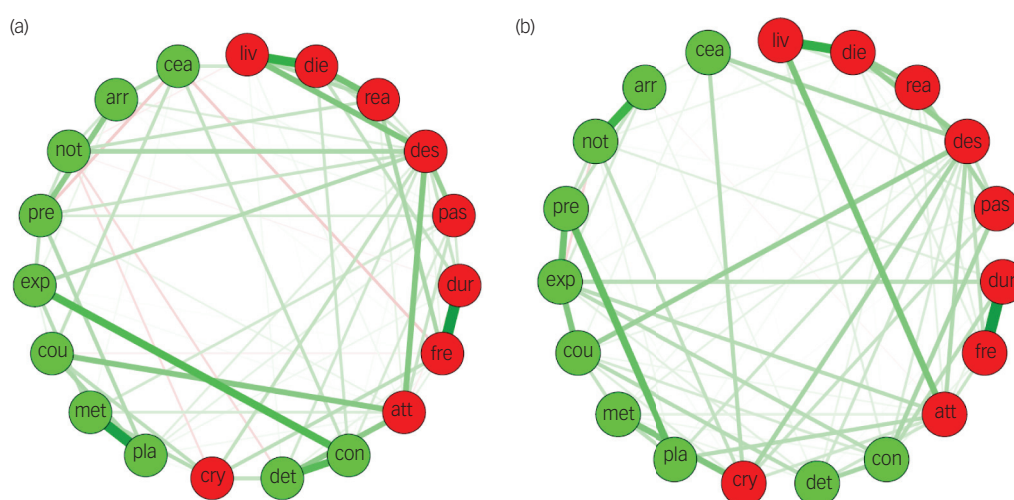 (a)
cea
liv
die
rea
arr
des
not
pas
pre
dur
exp
fre
cou
att
met
con
pla
det
cry
(b)
liv
cea
die
rea
arr
des
not
pas
pre
dur
exp
fre
cou
att
met
con
pla
det
cry